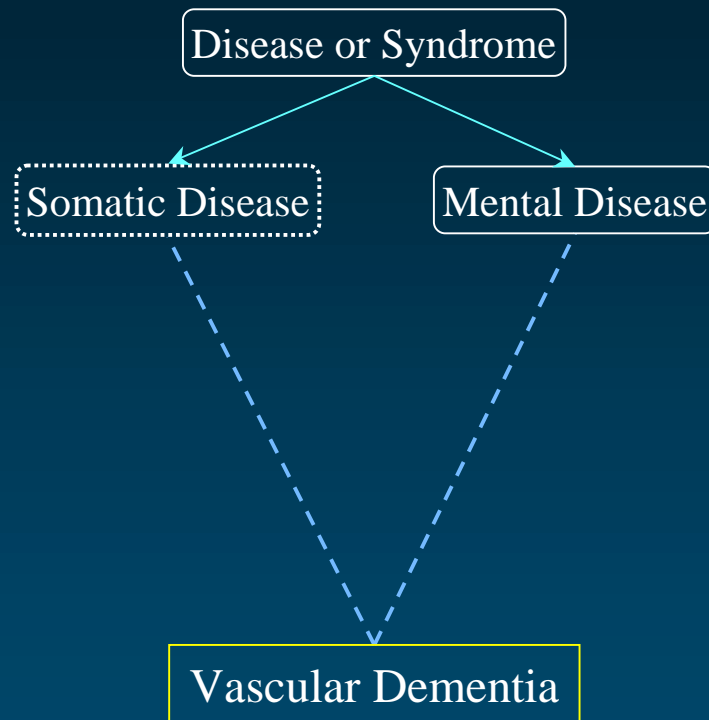 Disease or Syndrome
Somatic Disease
Mental Disease
Vascular Dementia